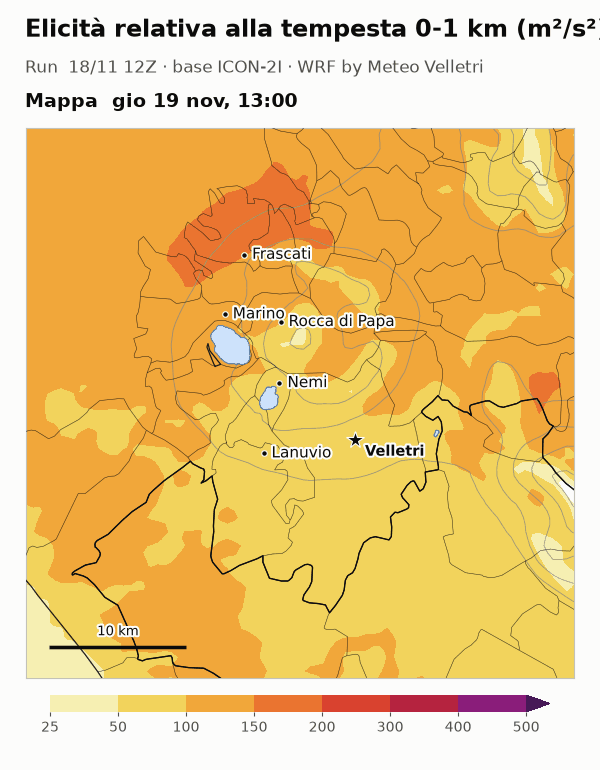 Elicità relativa alla tempesta 0-1 km (m²/s²)
Run 18/11 12Z · base ICON-2I · WRF by Meteo Velletri
Mappa gio 19 nov, 13:00
Frascati
Marino
Rocca di Papa
Nemi
Velletri
Lanuvio
10 km
25 50 100 150 200 300 400 500